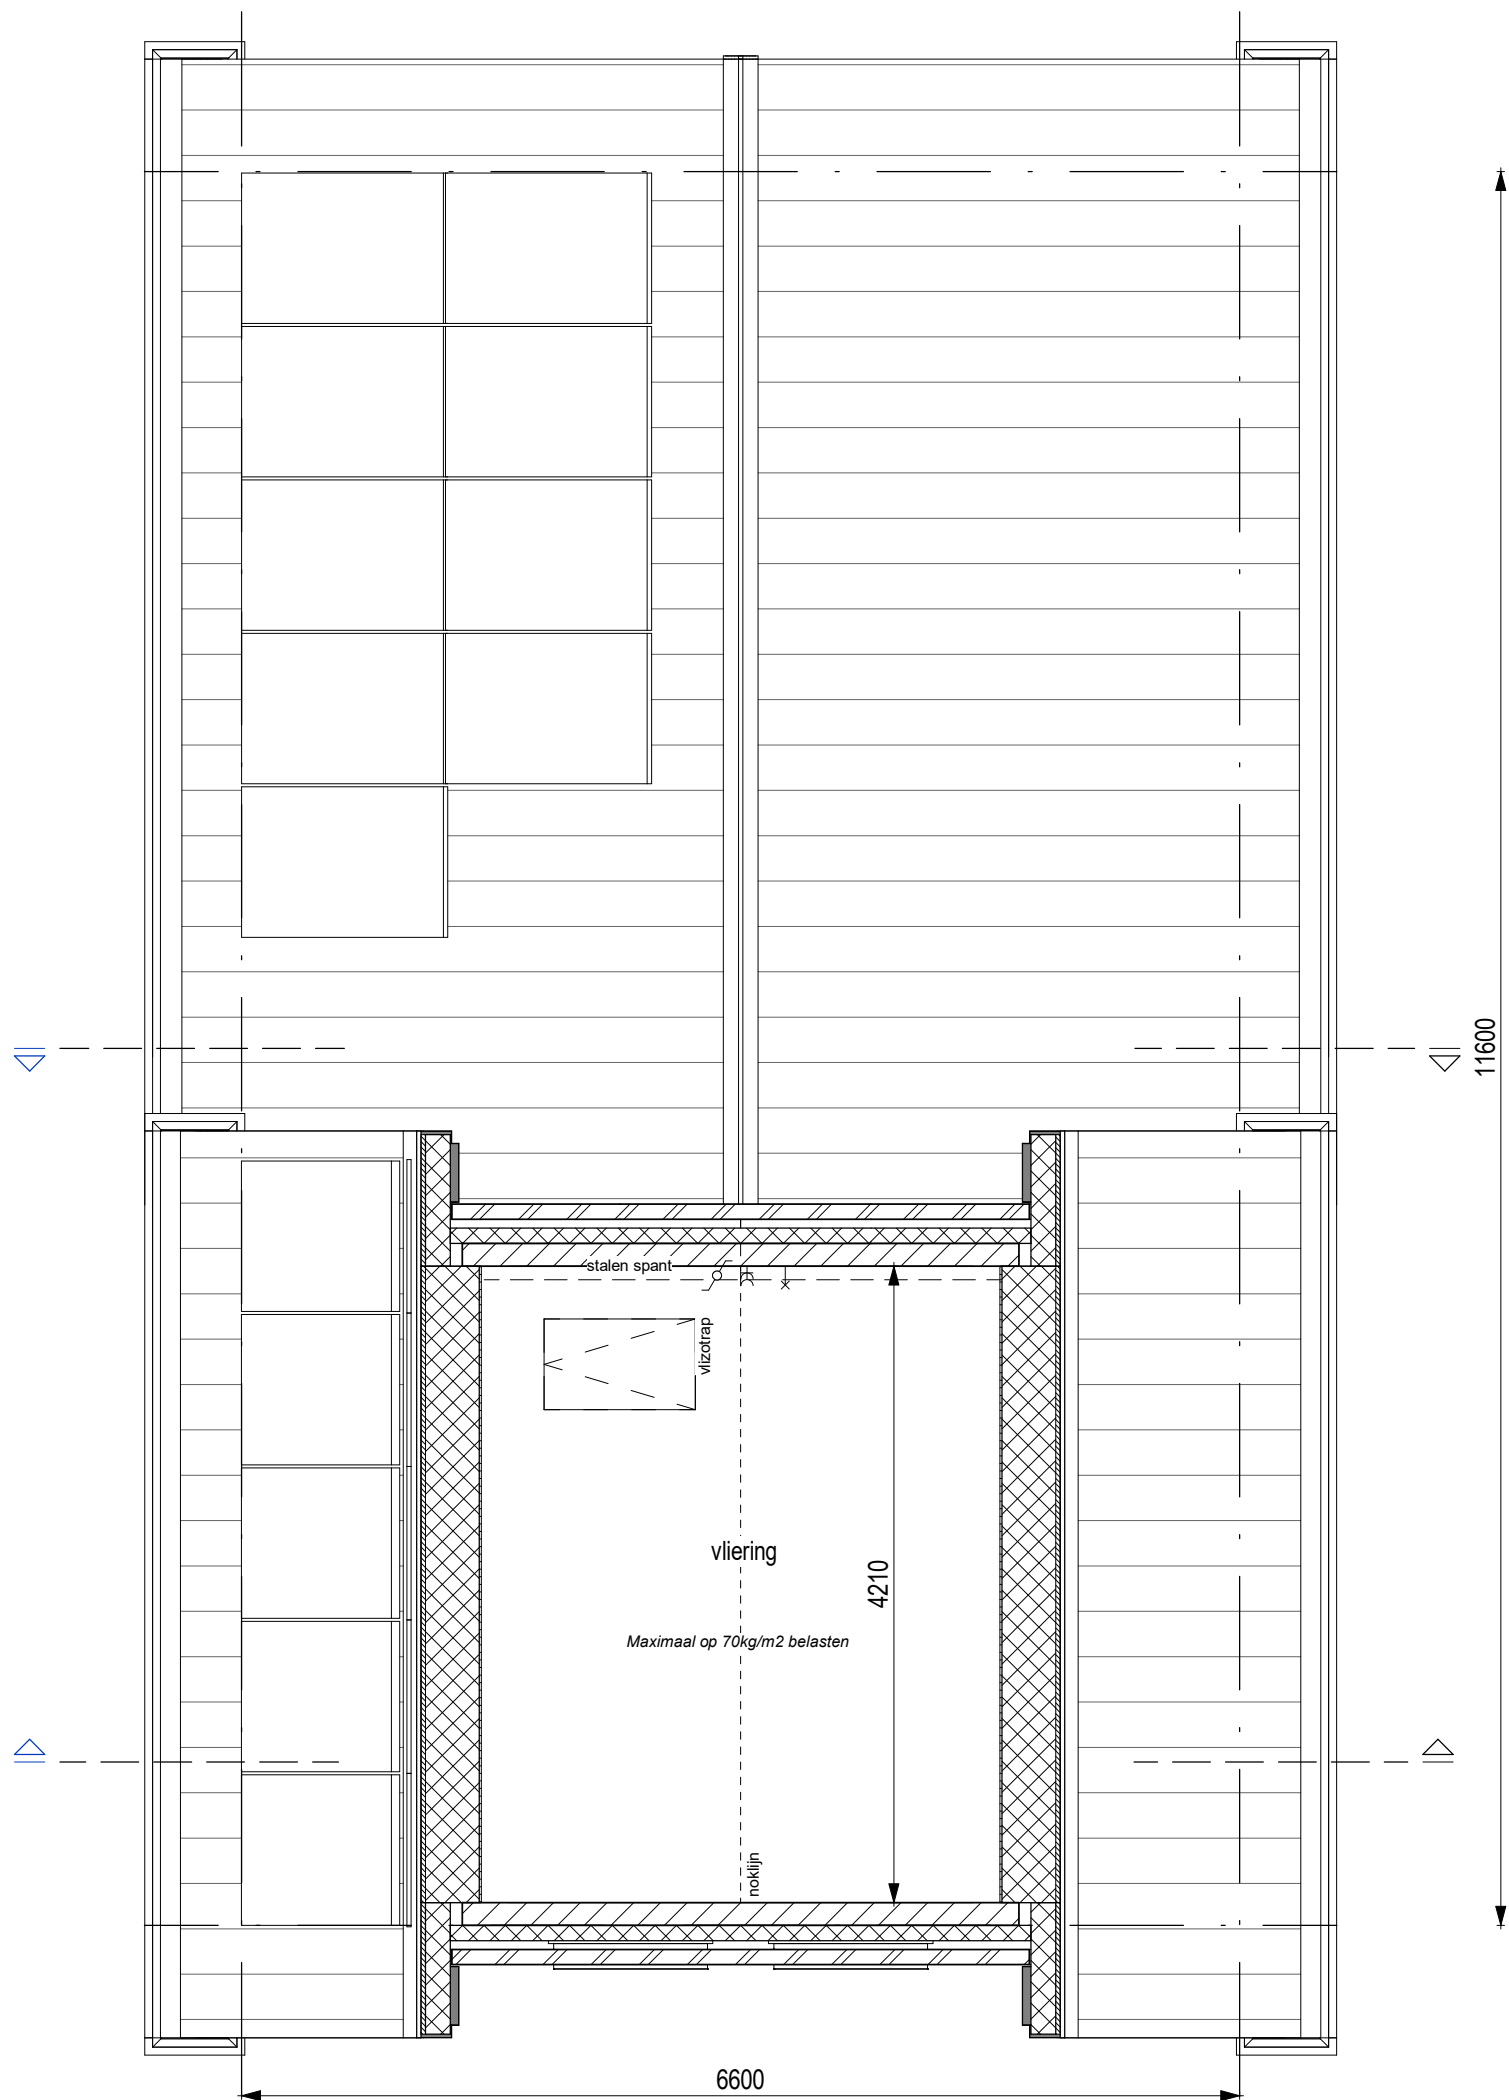 11600
stalen spant
vlizotrap
vliering
4210
Maximaal op 70kg/m2 belasten
noklijn
6600